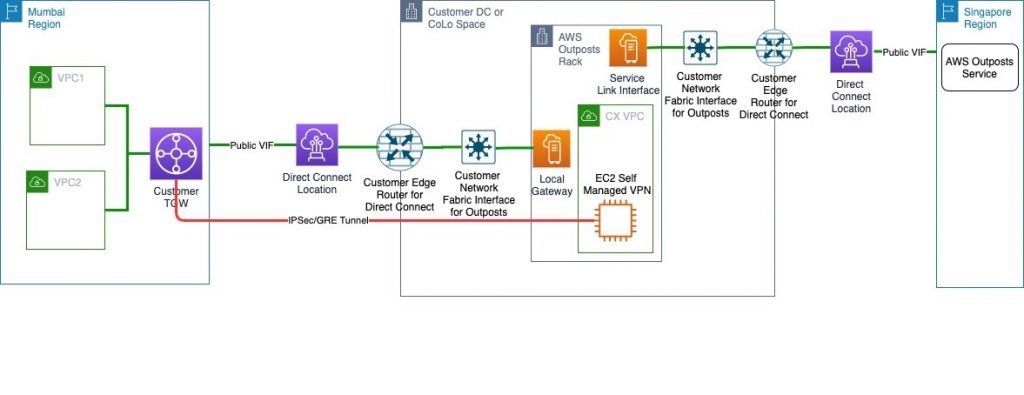 Mumbai
Region
VPC1
VPC2
Customer
TGW
Public VIF
Direct Connect
Location
IPSec/GRE Tunnel
Customer DC or
CoLo Space
Customer Edge
Router for
Direct Connect
Customer
Network
Fabric Interface
for Outposts
AWS
Outposts
Rack
Service
Link Interface
CX VPC
Local
Gateway
EC2 Self
Managed VPN
Customer
Network
Fabric Interface
for Outposts
Customer
Edge
Router for
Direct Connect
Direct
Connect
Location
Public VIF
Singapore
Region
AWS Outposts
Service